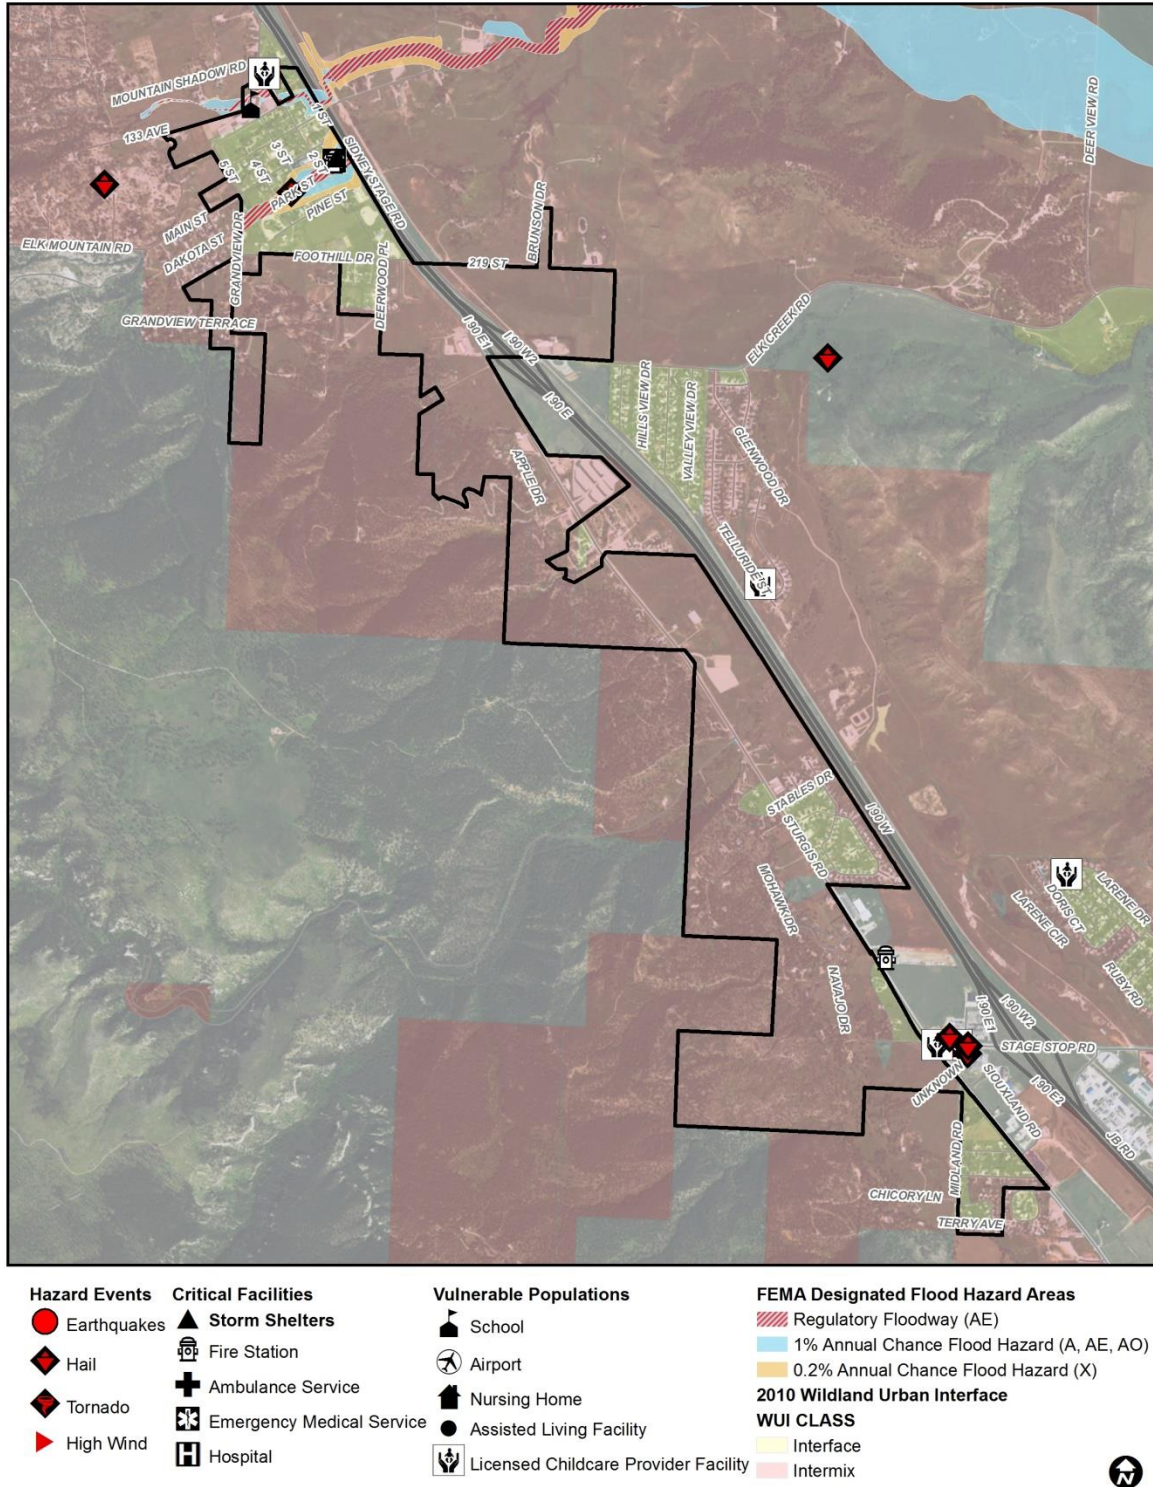 MOUNTAIN SHADOW RD
133 AVE
1 ST
SIDNEY STAGE RD
3 ST
2 ST
4 ST
5 ST
PARK ST
PINE ST
MAIN ST
DAKOTA ST
GRANDVIEW DR
ELK MOUNTAIN RD
FOOTHILL DR
DEERWOOD PL
GRANDVIEW TERRACE
219 ST
BRUNSON DR
DEER VIEW RD
I 90 E1
I 90 W2
I 90 E
ELK CREEK RD
HILLS VIEW DR
VALLEY VIEW DR
GLENWOOD DR
APPLE DR
TELLURIDE ST
STABLES DR
STURGIS RD
I 90 W
MOHAWK DR
NAVAJO DR
DORIS CT
LARENE DR
LARENE CIR
RUBY RD
I 90 W2
I 90 E1
STAGE STOP RD
UNKNOWN
SIOUXLAND RD
I 90 E2
JB RD
MIDLAND RD
CHICORY LN
TERRY AVE
Hazard Events
Earthquakes
Hail
Tornado
High Wind
Critical Facilities
Storm Shelters
Fire Station
Ambulance Service
Emergency Medical Service
H Hospital
Vulnerable Populations
School
Airport
Nursing Home
Assisted Living Facility
Licensed Childcare Provider Facility
FEMA Designated Flood Hazard Areas
Regulatory Floodway (AE)
1% Annual Chance Flood Hazard (A, AE, AO)
0.2% Annual Chance Flood Hazard (X)
2010 Wildland Urban Interface
WUI CLASS
Interface
Intermix